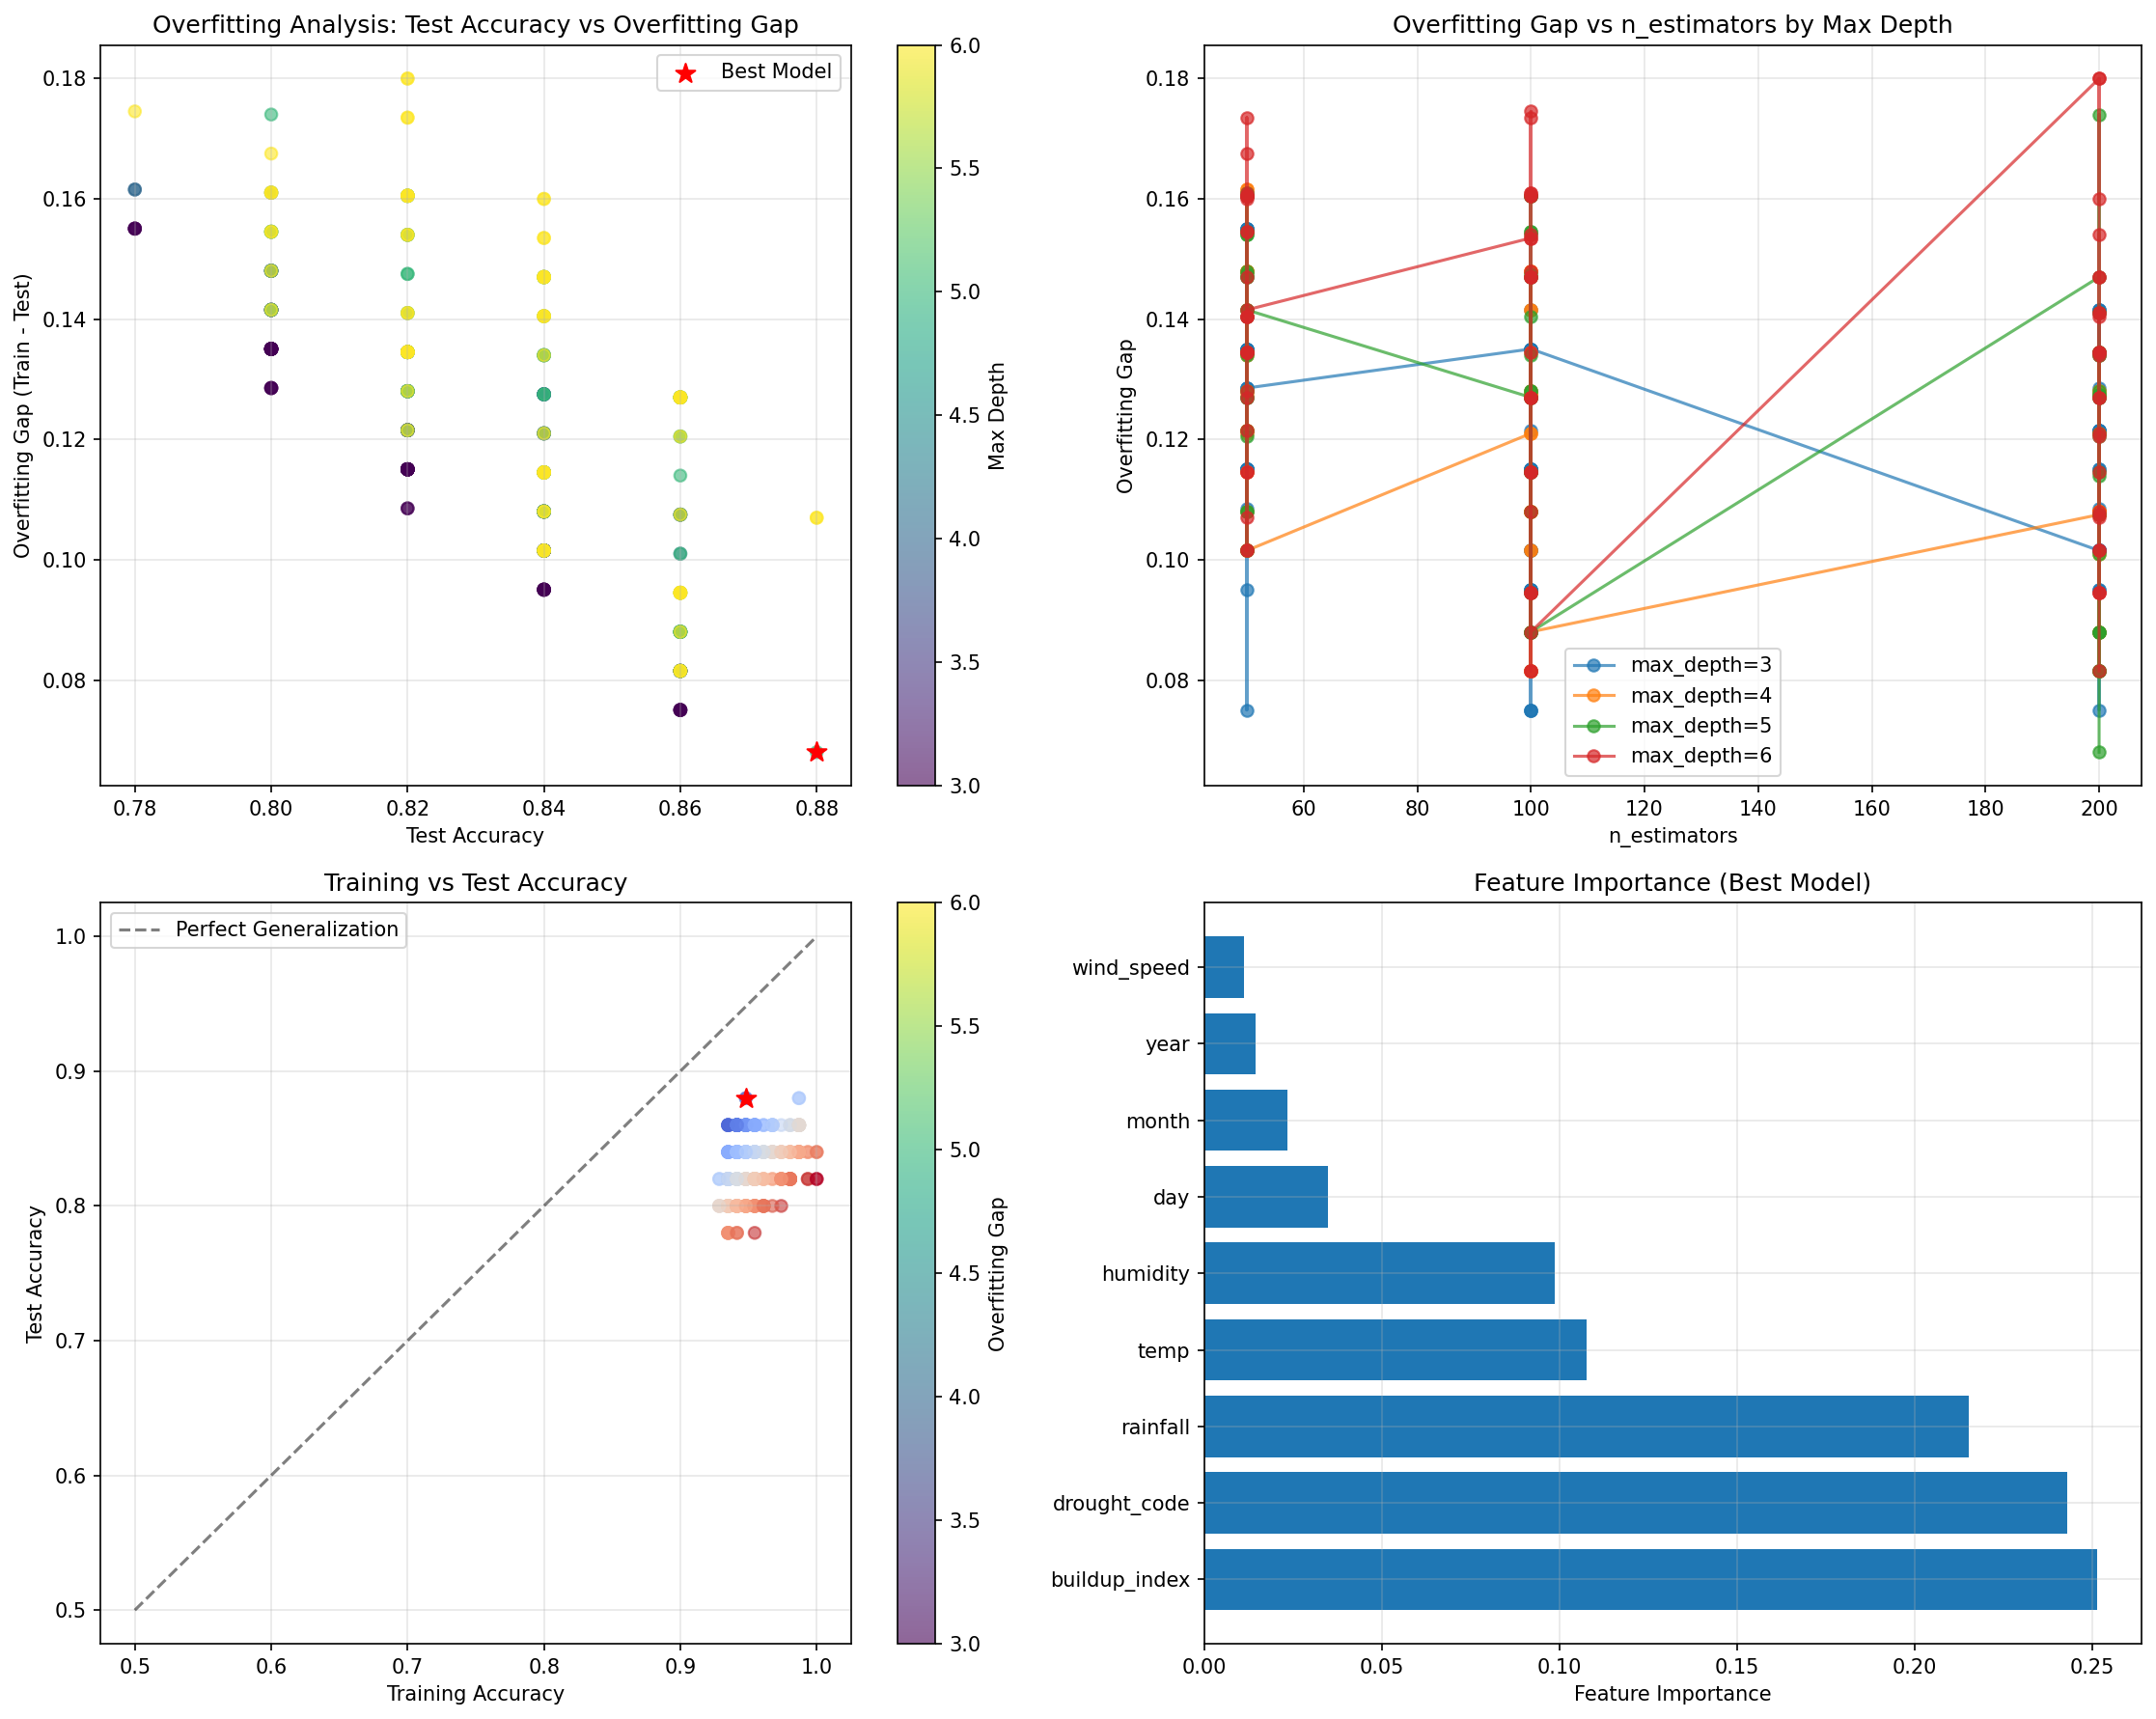 Overfitting Analysis: Test Accuracy vs Overfitting Gap
Overfitting Gap (Train - Test)
0.18
0.16
0.14
0.12
0.10
0.08
Best Model
0.78 0.80 0.82 0.84 0.86 0.88
Test Accuracy
6.0
5.5
5.0
4.5
4.0
3.5
3.0
Max Depth
Overfitting Gap vs n_estimators by Max Depth
Overfitting Gap
0.18
0.16
0.14
0.12
0.10
0.08
max_depth=3
max_depth=4
max_depth=5
max_depth=6
60 80 100 120 140 160 180 200
n_estimators
Training vs Test Accuracy
Test Accuracy
1.0
0.9
0.8
0.7
0.6
0.5
Perfect Generalization
0.5 0.6 0.7 0.8 0.9 1.0
Training Accuracy
6.0
5.5
5.0
4.5
4.0
3.5
3.0
Overfitting Gap
Feature Importance (Best Model)
wind_speed
year
month
day
humidity
temp
rainfall
drought_code
buildup_index
0.00 0.05 0.10 0.15 0.20 0.25
Feature Importance